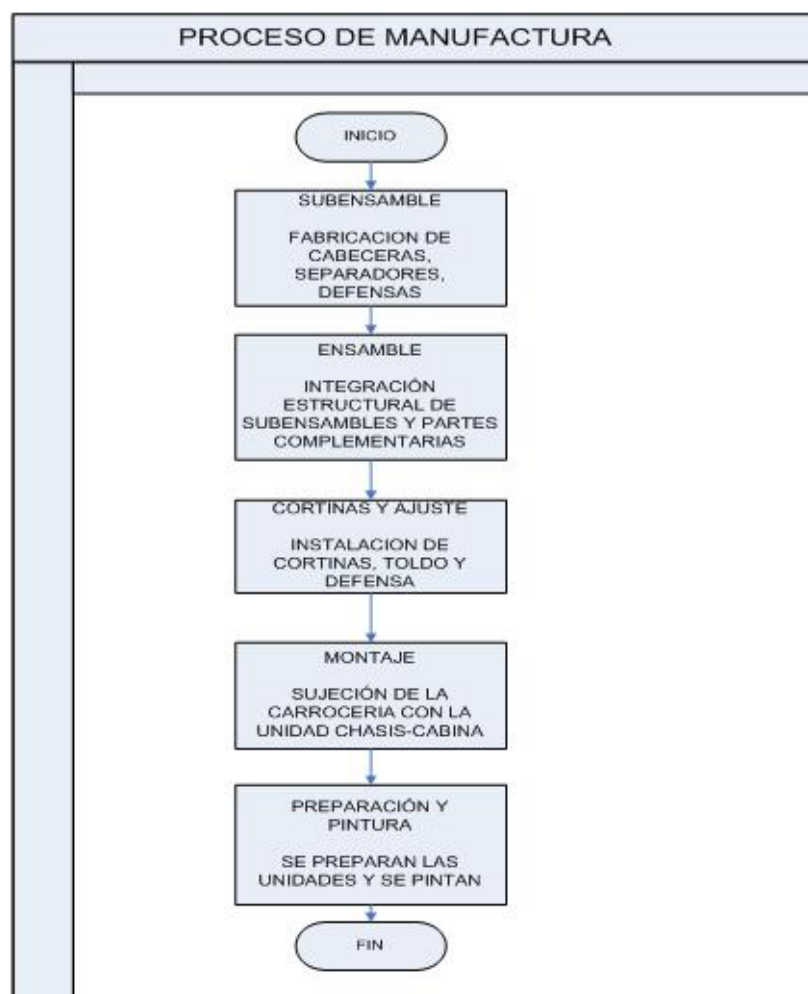 PROCESO DE MANUFACTURA
INICIO
SUBENSAMBLE
FABRICACION DE
CABECERAS,
SEPARADORES,
DEFENSAS
ENSAMBLE
INTEGRACIÓN
ESTRUCTURAL DE
SUBENSAMBLES Y PARTES
COMPLEMENTARIAS
CORTINAS Y AJUSTE
INSTALACION DE
CORTINAS, TOLDO Y
DEFENSA
MONTAJE
SUJECIÓN DE LA
CARROCERIA CON LA
UNIDAD CHASIS-CABINA
PREPARACIÓN Y
PINTURA
SE PREPARAN LAS
UNIDADES Y SE PINTAN
FIN